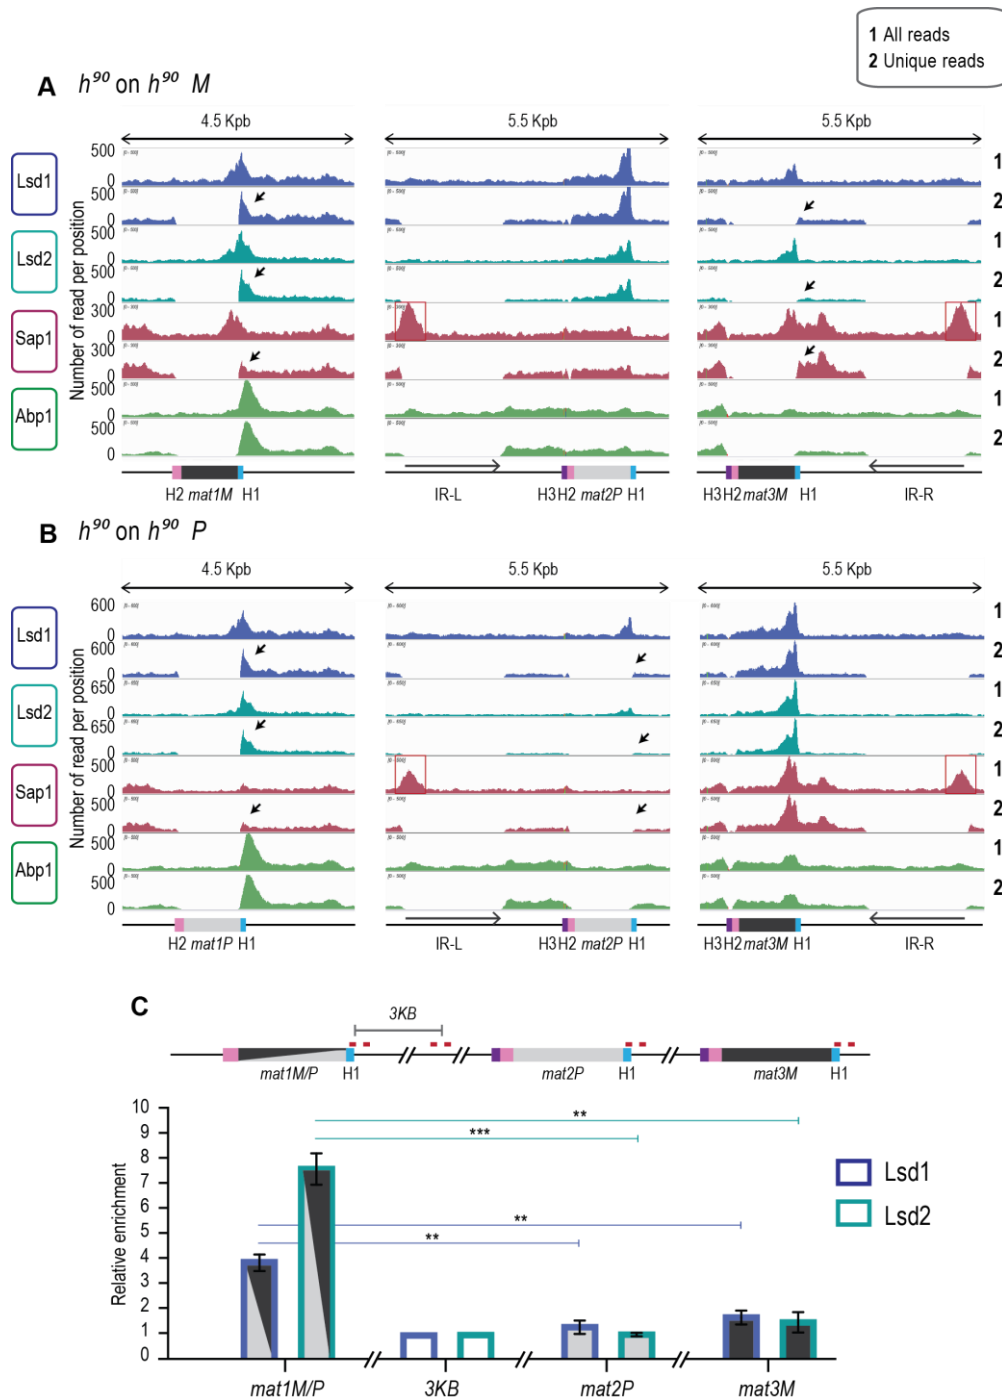 1 All reads
2 Unique reads
A h⁹⁰ on h⁹⁰ M
4.5 Kpb 5.5 Kpb 5.5 Kpb
Number of read per position
Lsd1 500 0 1
500 0 2
Lsd2 500 0 1
500 0 2
Sap1 300 0 1
300 0 2
Abp1 500 0 1
500 0 2
H2 mat1M H1 IR-L H3 H2 mat2P H1 H3 H2 mat3M H1 IR-R
B h⁹⁰ on h⁹⁰ P
4.5 Kpb 5.5 Kpb 5.5 Kpb
Number of read per position
Lsd1 600 0 1
600 0 2
Lsd2 650 0 1
650 0 2
Sap1 500 0 1
500 0 2
Abp1 500 0 1
500 0 2
H2 mat1P H1 IR-L H3 H2 mat2P H1 H3 H2 mat3M H1 IR-R
C
3KB
mat1M/P H1 mat2P H1 mat3M H1
Relative enrichment
10
9
8
7
6
5
4
3
2
1
0
**
***
**
**
Lsd1
Lsd2
mat1M/P 3KB mat2P mat3M